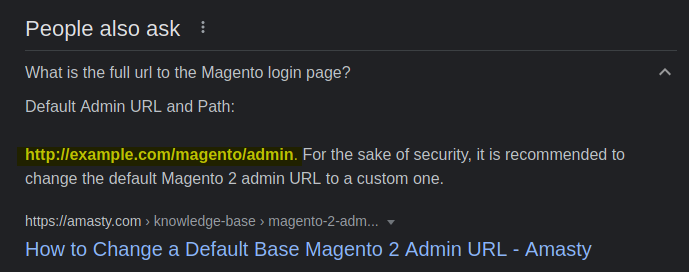 People also ask
What is the full url to the Magento login page?
Default Admin URL and Path:
http://example.com/magento/admin. For the sake of security, it is recommended to
change the default Magento 2 admin URL to a custom one.
https://amasty.com › knowledge-base › magento-2-adm...
How to Change a Default Base Magento 2 Admin URL - Amasty